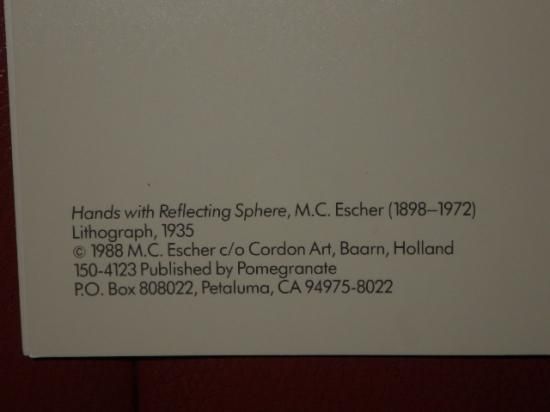 Hands with Reflecting Sphere, M.C. Escher (1898–1972)
Lithograph, 1935
© 1988 M.C. Escher c/o Cordon Art, Baarn, Holland
150-4123 Published by Pomegranate
P.O. Box 808022, Petaluma, CA 94975-8022